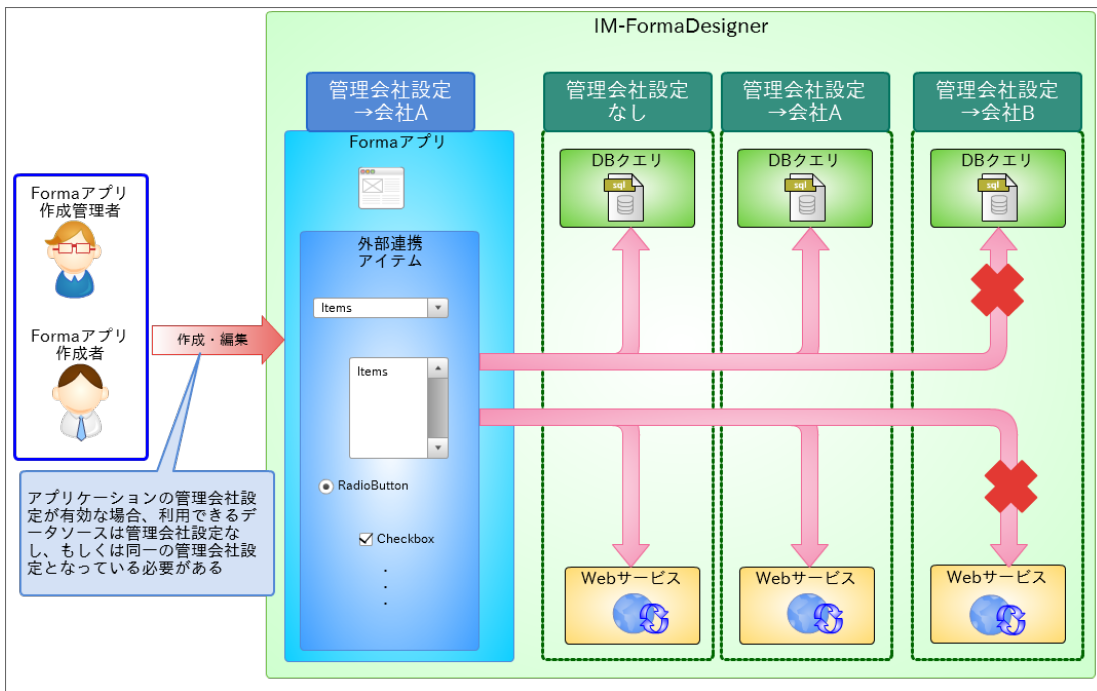 IM-FormaDesigner
管理会社設定
→会社A
管理会社設定
なし
管理会社設定
→会社A
管理会社設定
→会社B
Formaアプリ
作成管理者
Formaアプリ
作成者
作成・編集
アプリケーションの管理会社設
定が有効な場合、利用できるデ
ータソースは管理会社設定な
し、もしくは同一の管理会社設
定となっている必要がある
Formaアプリ
外部連携
アイテム
Items
Items
RadioButton
Checkbox
.
.
.
DBクエリ
sql
DBクエリ
sql
DBクエリ
sql
Webサービス
Webサービス
Webサービス